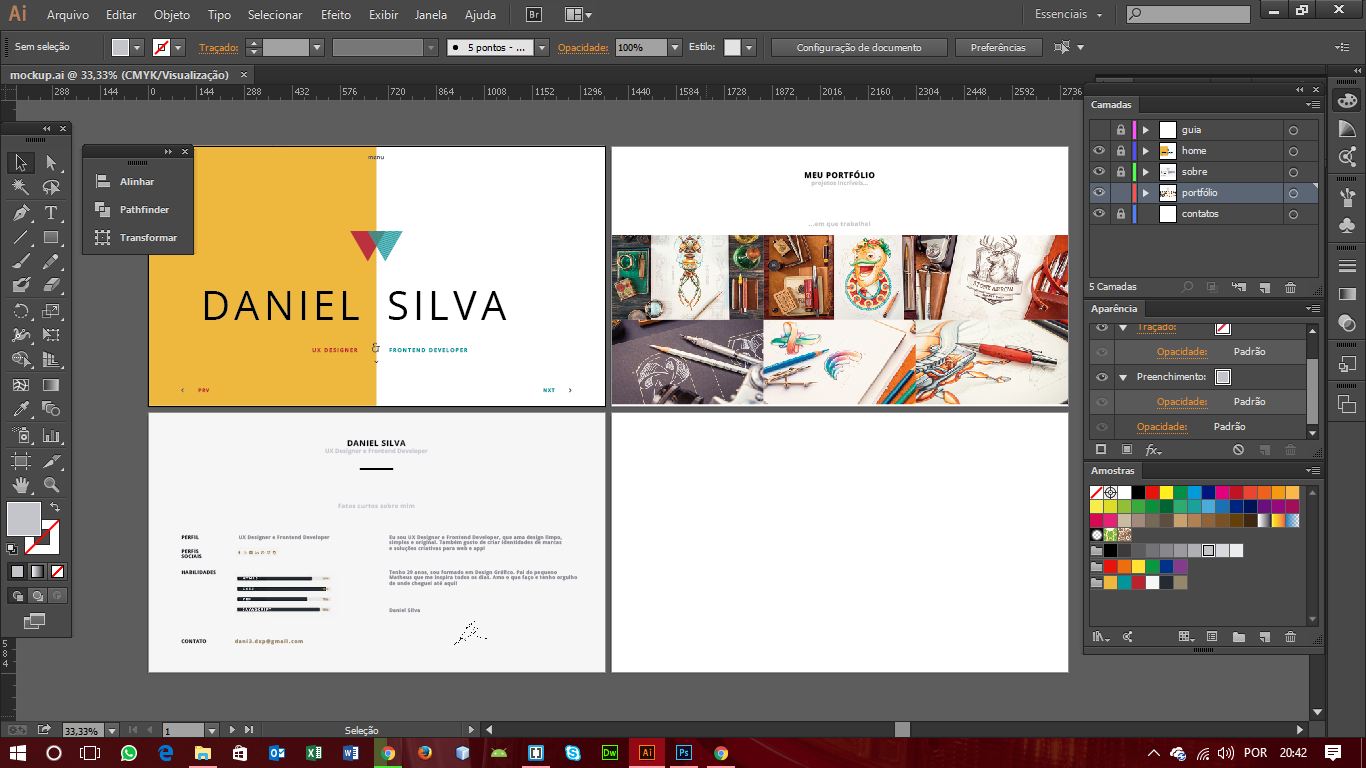 Ai Arquivo Editar Objeto Tipo Selecionar Efeito Exibir Janela Ajuda Br Essenciais
Sem seleção Traçado: 5 pontos - ... Opacidade: 100% Estilo: Configuração de documento Preferências
mockup.ai @ 33,33% (CMYK/Visualização)
288 144 0 144 288 432 576 720 864 1008 1152 1296 1440 1584 1728 1872 2016 2160 2304 2448 2592 2736
Alinhar
Pathfinder
Transformar
menu
DANIEL SILVA
UX DESIGNER & FRONTEND DEVELOPER
PRV
NXT
MEU PORTFÓLIO
projetos incríveis...
...em que trabalhei
DANIEL SILVA
UX Designer e Frontend Developer
Fatos curtos sobre mim
PERFIL
UX Designer e Frontend Developer
PERFIS
SOCIAIS
HABILIDADES
JAVASCRIPT
CONTATO
dani3.dsp@gmail.com
Eu sou UX Designer e Frontend Developer, que ama design limpo,
simples e original. Também gosto de criar identidades de marcas
e soluções criativas para web e app!
Tenho 29 anos, sou formado em Design Gráfico. Pai do pequeno
Matheus que me inspira todos os dias. Amo o que faço e tenho orgulho
de onde cheguei até aqui!
Daniel Silva
Camadas
guia
home
sobre
portfólio
contatos
5 Camadas
Aparência
Traçado:
Opacidade: Padrão
Preenchimento:
Opacidade: Padrão
Opacidade: Padrão
fx
Amostras
5
8
4
33,33% 1 Seleção
Dw Ai Ps POR 20:42